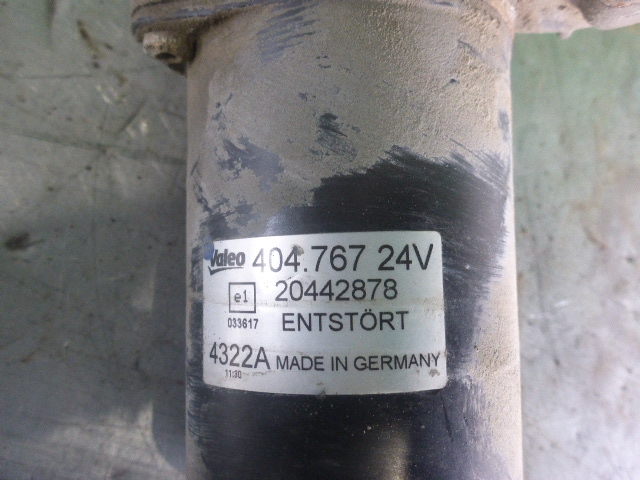 Valeo 404.767 24V
e1 20442878
033617 ENTSTÖRT
4322A MADE IN GERMANY
11:30